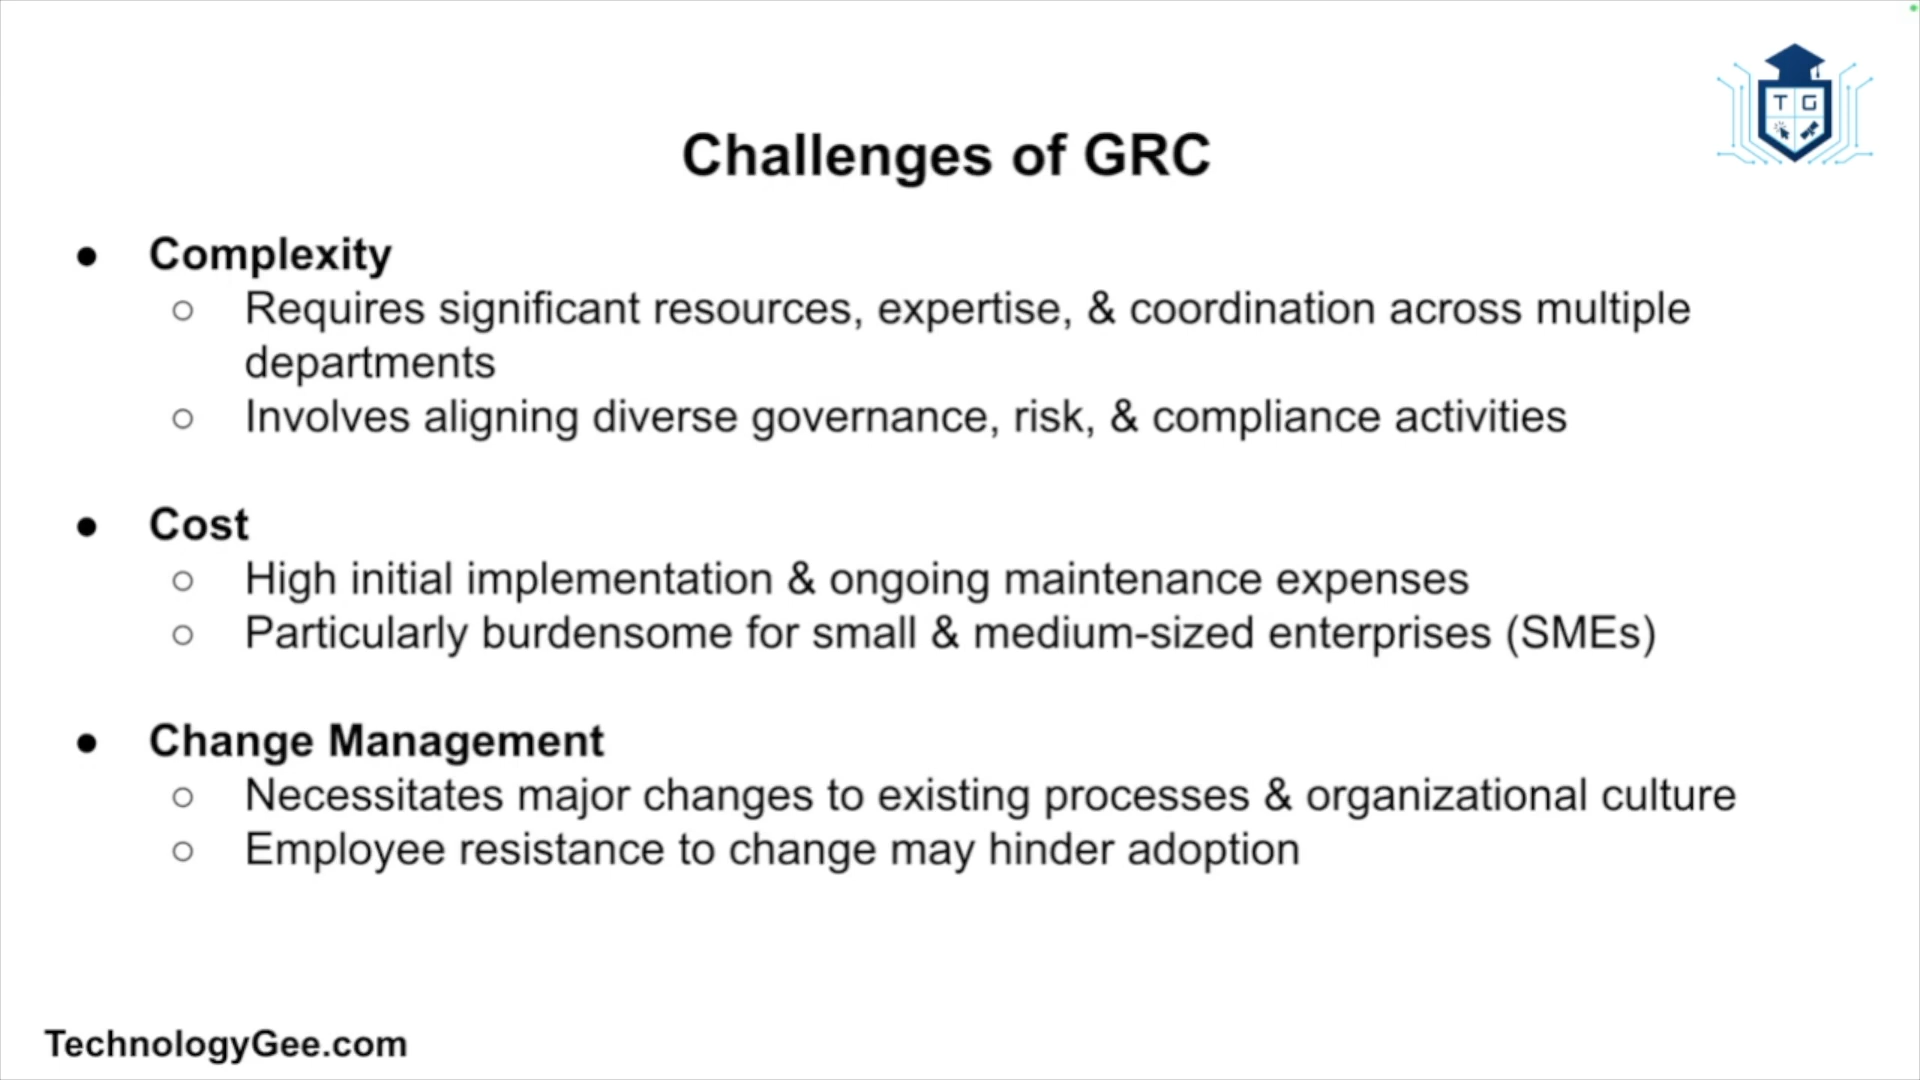 T G
Challenges of GRC
● Complexity
○ Requires significant resources, expertise, & coordination across multiple
departments
○ Involves aligning diverse governance, risk, & compliance activities
● Cost
○ High initial implementation & ongoing maintenance expenses
○ Particularly burdensome for small & medium-sized enterprises (SMEs)
● Change Management
○ Necessitates major changes to existing processes & organizational culture
○ Employee resistance to change may hinder adoption
TechnologyGee.com